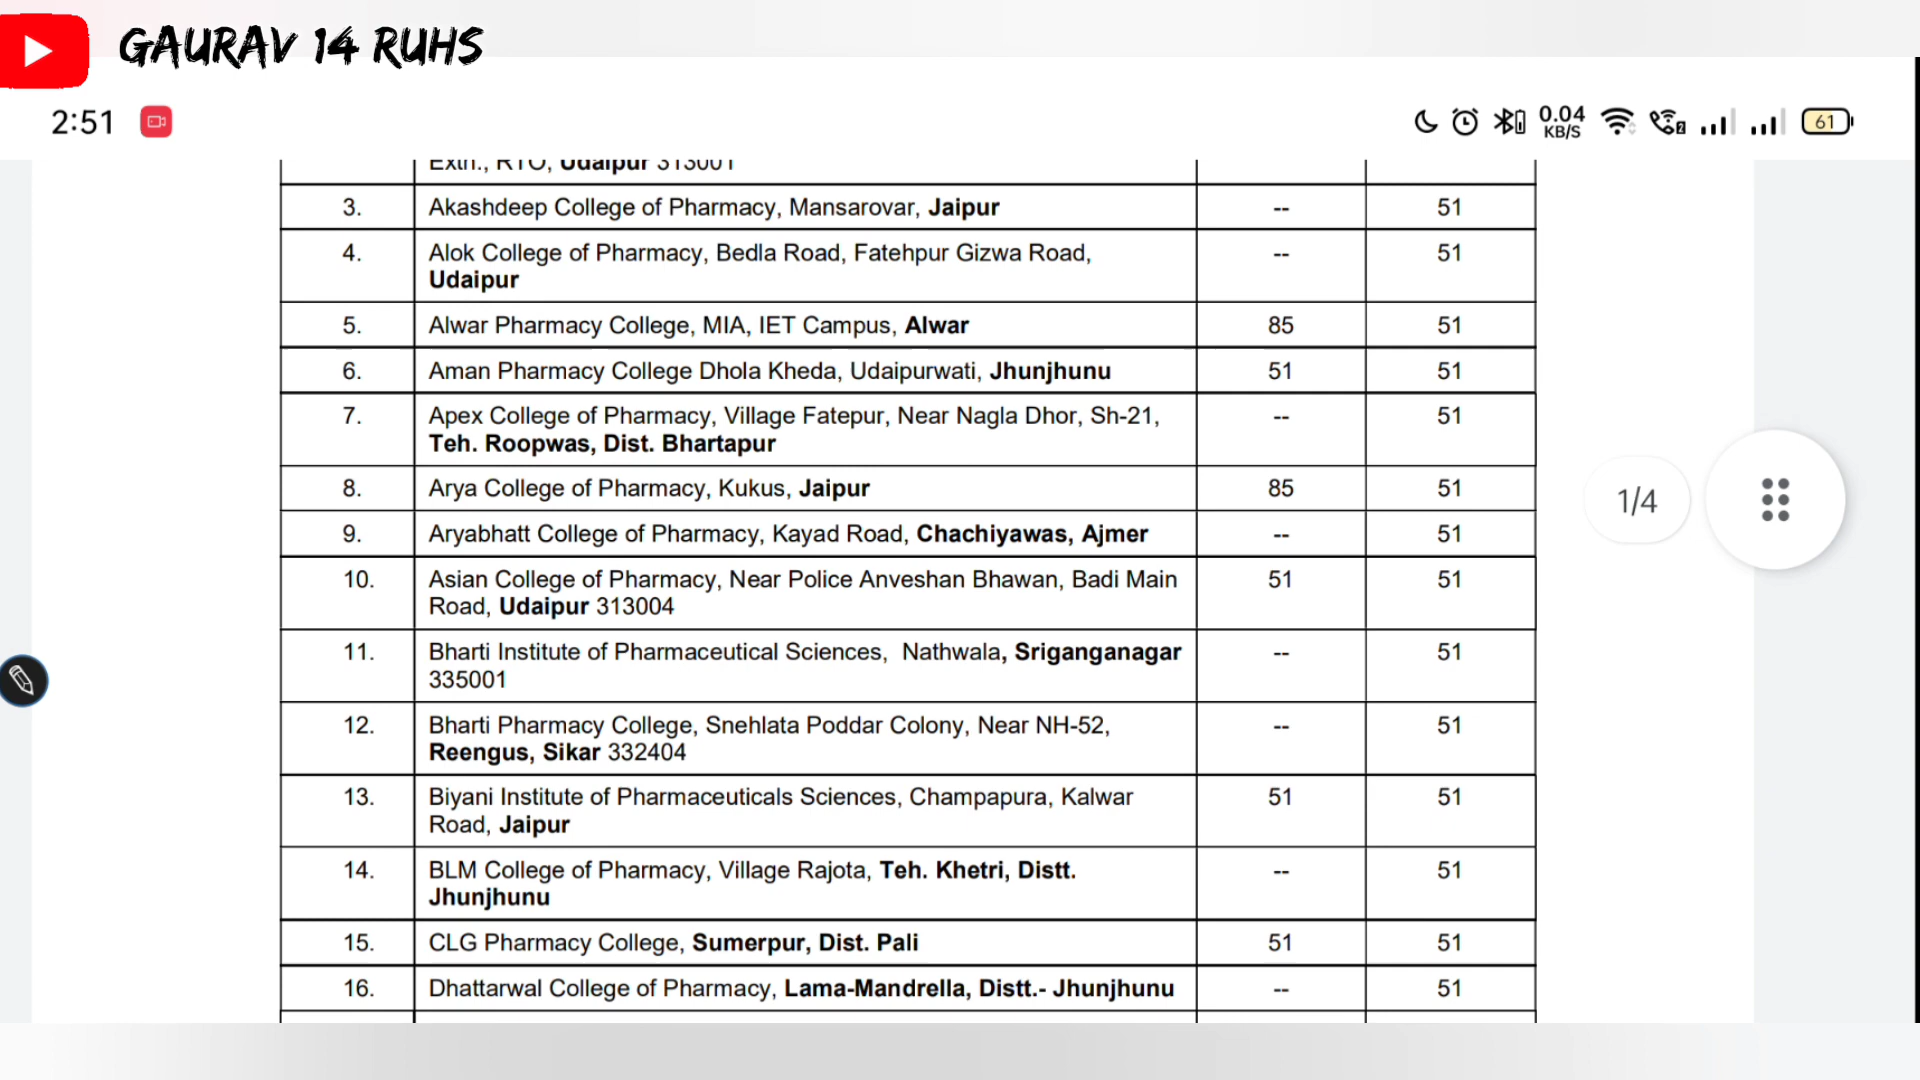 GAURAV 14 RUHS
2:51
0.04
KB/S
2
61
Extn., RTO, Udaipur 313001
3. Akashdeep College of Pharmacy, Mansarovar, Jaipur -- 51
4. Alok College of Pharmacy, Bedla Road, Fatehpur Gizwa Road, -- 51
Udaipur
5. Alwar Pharmacy College, MIA, IET Campus, Alwar 85 51
6. Aman Pharmacy College Dhola Kheda, Udaipurwati, Jhunjhunu 51 51
7. Apex College of Pharmacy, Village Fatepur, Near Nagla Dhor, Sh-21, -- 51
Teh. Roopwas, Dist. Bhartapur
8. Arya College of Pharmacy, Kukus, Jaipur 85 51
1/4
9. Aryabhatt College of Pharmacy, Kayad Road, Chachiyawas, Ajmer -- 51
10. Asian College of Pharmacy, Near Police Anveshan Bhawan, Badi Main 51 51
Road, Udaipur 313004
11. Bharti Institute of Pharmaceutical Sciences, Nathwala, Sriganganagar -- 51
335001
12. Bharti Pharmacy College, Snehlata Poddar Colony, Near NH-52, -- 51
Reengus, Sikar 332404
13. Biyani Institute of Pharmaceuticals Sciences, Champapura, Kalwar 51 51
Road, Jaipur
14. BLM College of Pharmacy, Village Rajota, Teh. Khetri, Distt. -- 51
Jhunjhunu
15. CLG Pharmacy College, Sumerpur, Dist. Pali 51 51
16. Dhattarwal College of Pharmacy, Lama-Mandrella, Distt.- Jhunjhunu -- 51